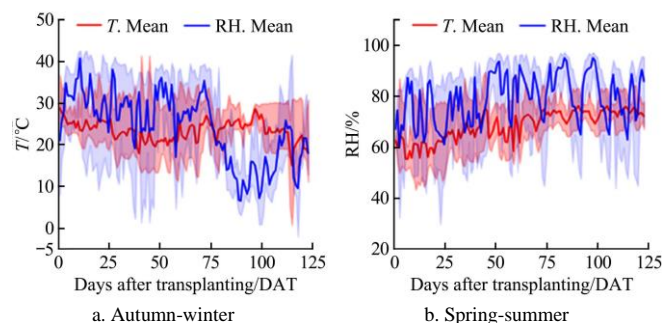 T. Mean RH. Mean
50
40
30
20
10
0
−5
T/℃
0 25 50 75 100 125
Days after transplanting/DAT
a. Autumn-winter
T. Mean RH. Mean
100
80
60
40
20
RH/%
0 25 50 75 100 125
Days after transplanting/DAT
b. Spring-summer